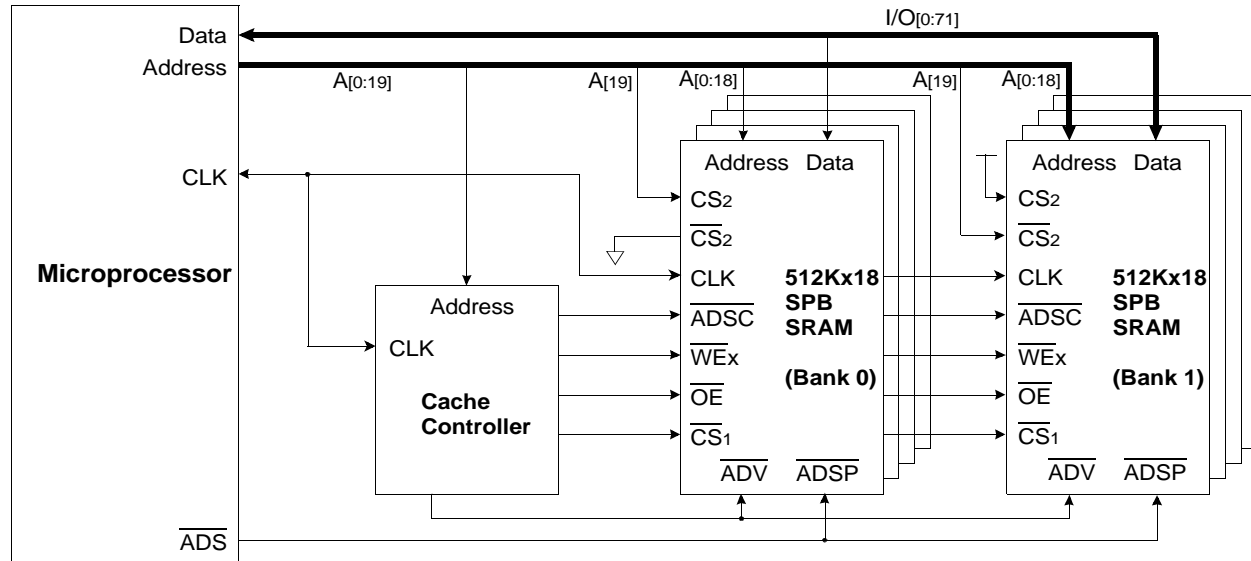 I/O[0:71]
Data
Address
A[0:19]
A[19]
A[0:18]
A[19]
A[0:18]
CLK
Microprocessor
ADS
Address
CLK
Cache
Controller
Address Data
CS2
CS2
CLK
ADSC
WEx
OE
CS1
ADV ADSP
512Kx18
SPB
SRAM
(Bank 0)
Address Data
CS2
CS2
CLK
ADSC
WEx
OE
CS1
ADV ADSP
512Kx18
SPB
SRAM
(Bank 1)